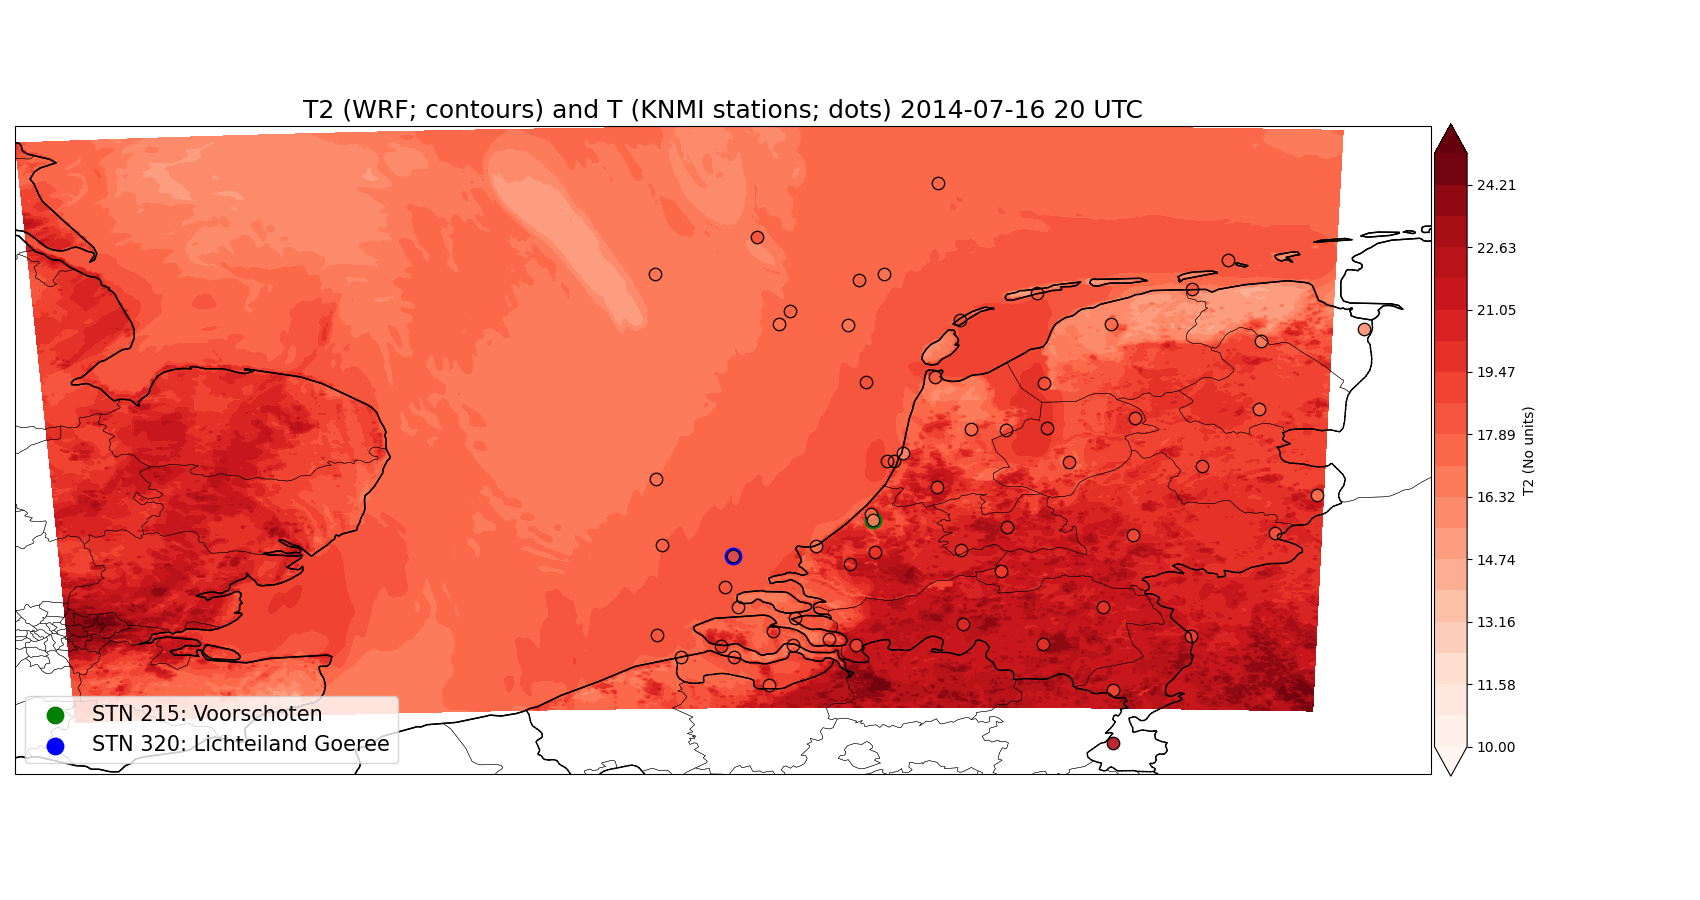 T2 (WRF; contours) and T (KNMI stations; dots) 2014-07-16 20 UTC
24.21
22.63
21.05
19.47
17.89
16.32
14.74
13.16
11.58
10.00
T2 (No units)
STN 215: Voorschoten
STN 320: Lichteiland Goeree